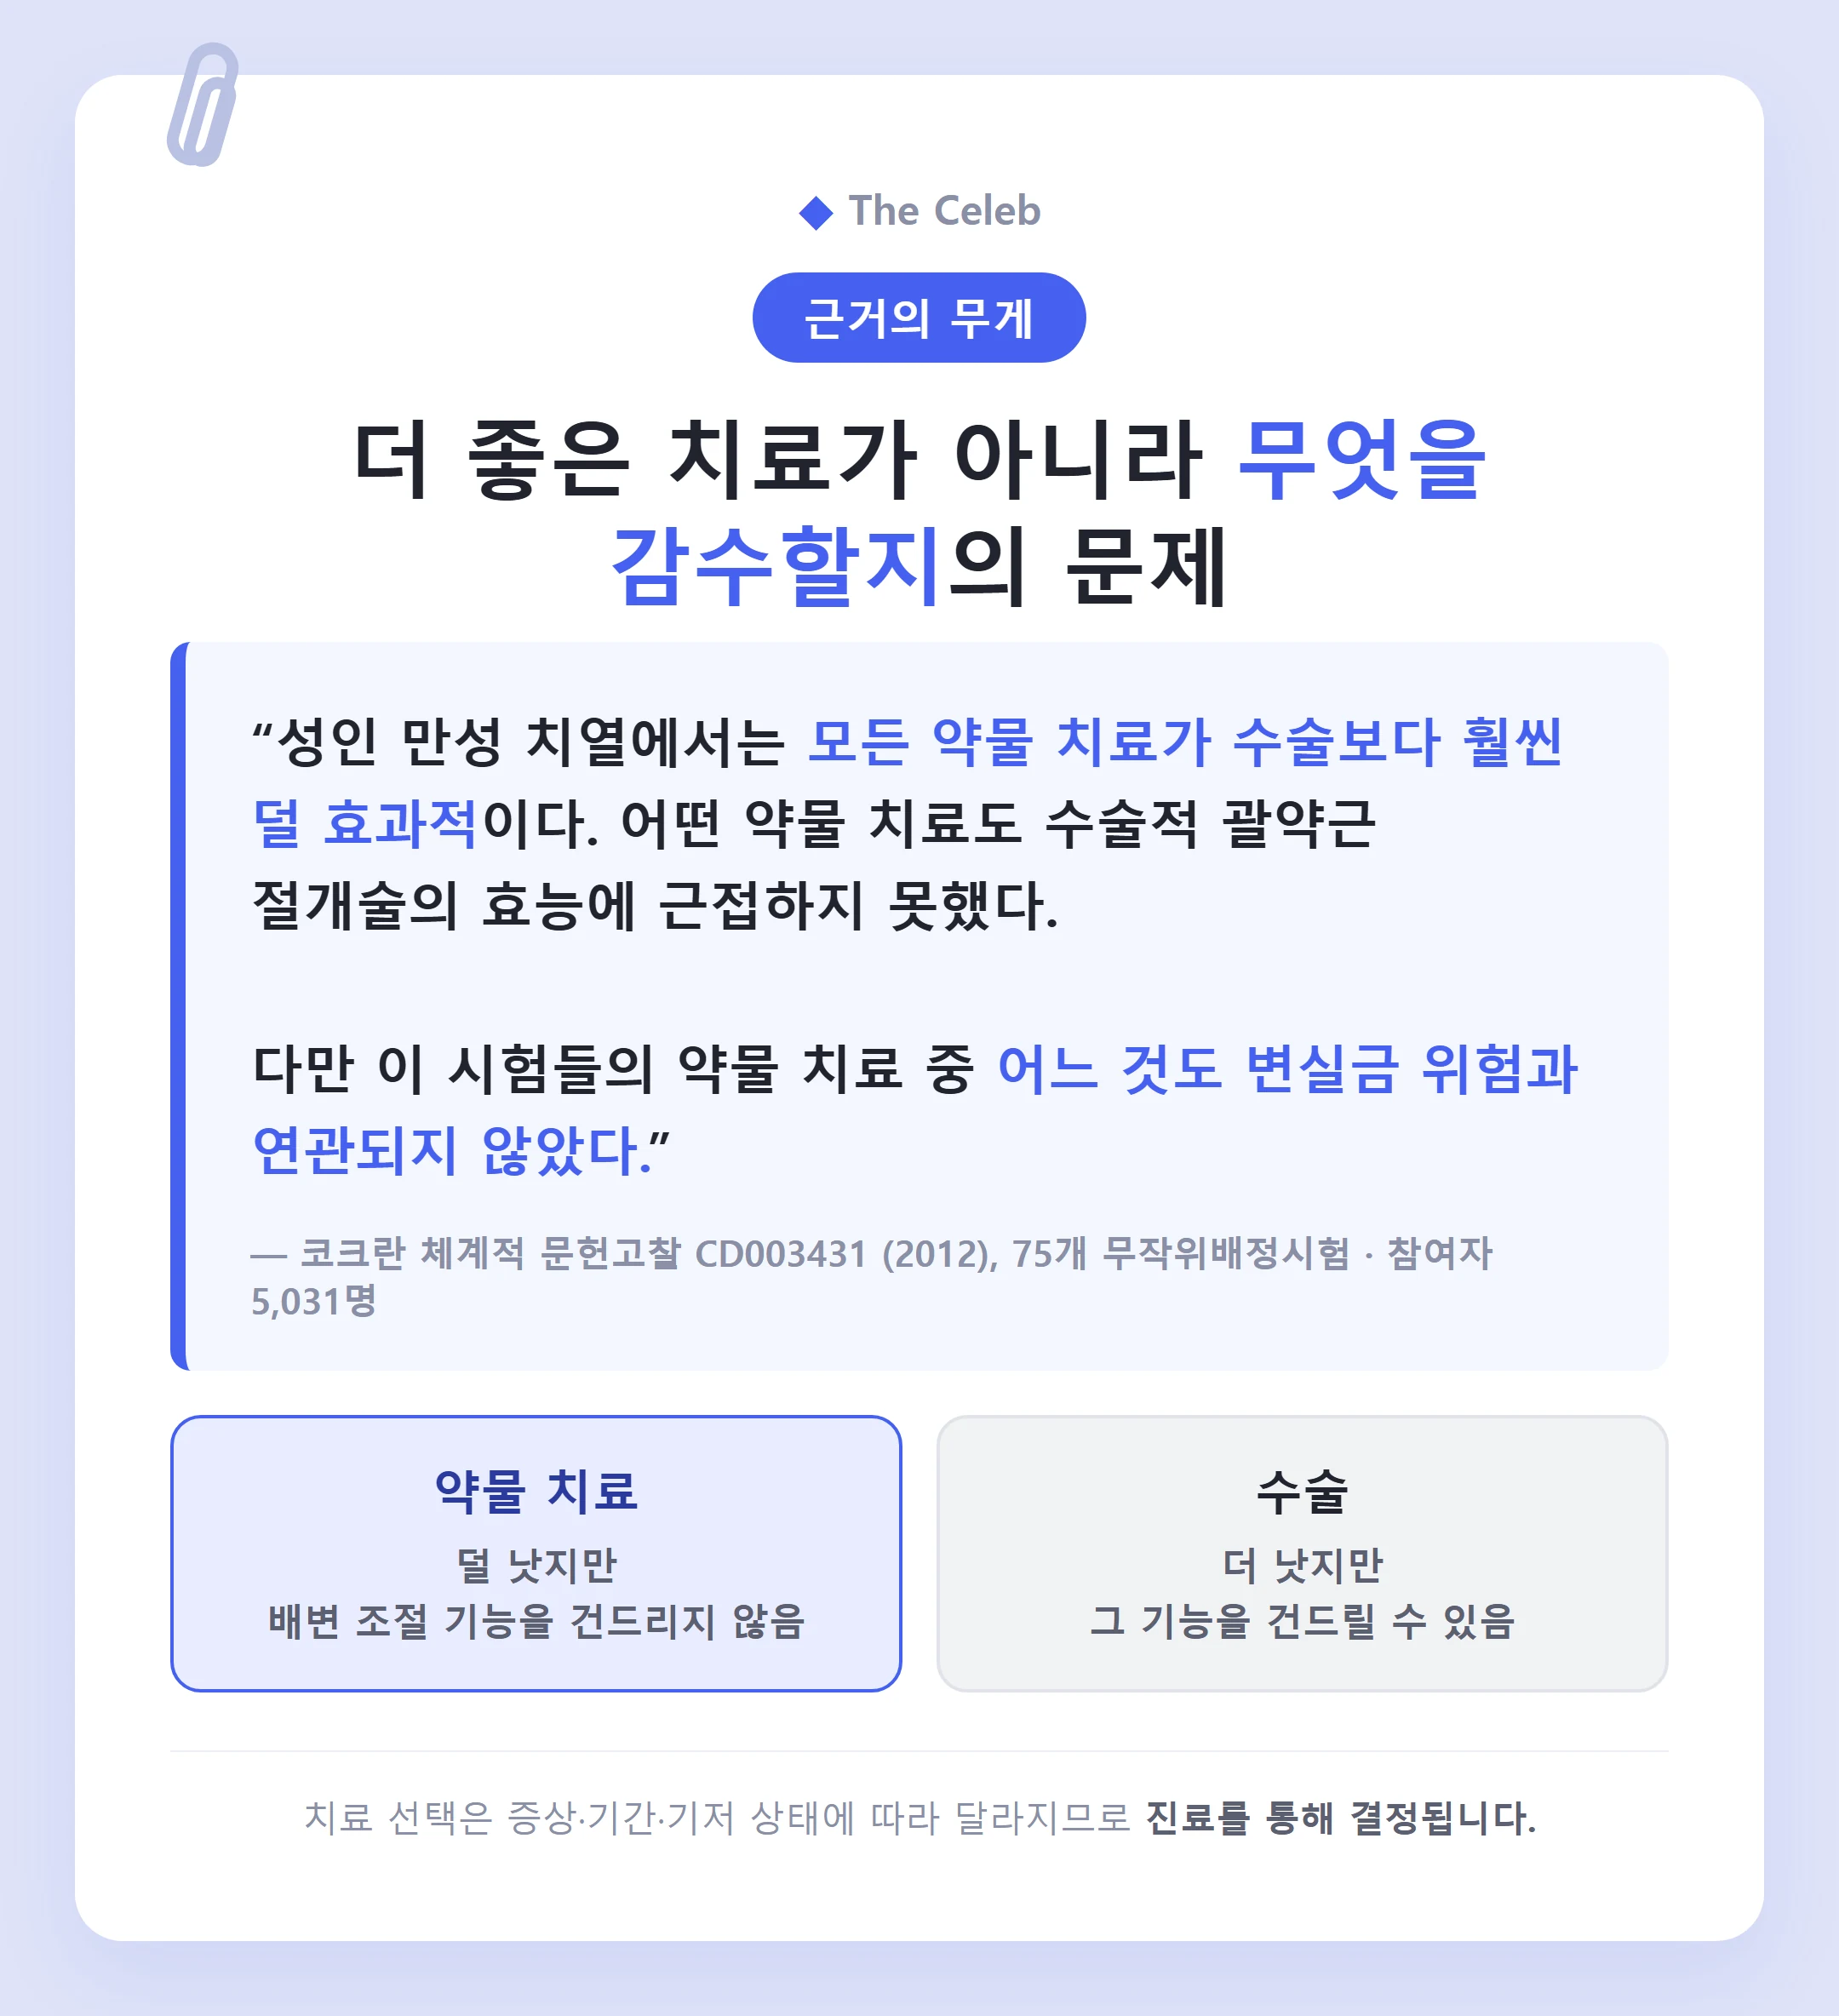 The Celeb
근거의 무게
더 좋은 치료가 아니라 무엇을
감수할지의 문제
“성인 만성 치열에서는 모든 약물 치료가 수술보다 훨씬
덜 효과적이다. 어떤 약물 치료도 수술적 괄약근
절개술의 효능에 근접하지 못했다.
다만 이 시험들의 약물 치료 중 어느 것도 변실금 위험과
연관되지 않았다.”
— 코크란 체계적 문헌고찰 CD003431 (2012), 75개 무작위배정시험 · 참여자
5,031명
약물 치료
덜 낫지만
배변 조절 기능을 건드리지 않음
수술
더 낫지만
그 기능을 건드릴 수 있음
치료 선택은 증상·기간·기저 상태에 따라 달라지므로 진료를 통해 결정됩니다.